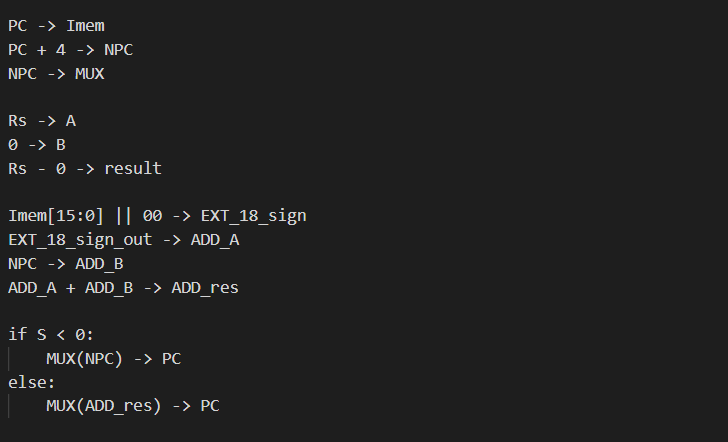 PC -> Imem
PC + 4 -> NPC
NPC -> MUX
Rs -> A
0 -> B
Rs - 0 -> result
Imem[15:0] || 00 -> EXT_18_sign
EXT_18_sign_out -> ADD_A
NPC -> ADD_B
ADD_A + ADD_B -> ADD_res
if S < 0:
    MUX(NPC) -> PC
else:
    MUX(ADD_res) -> PC